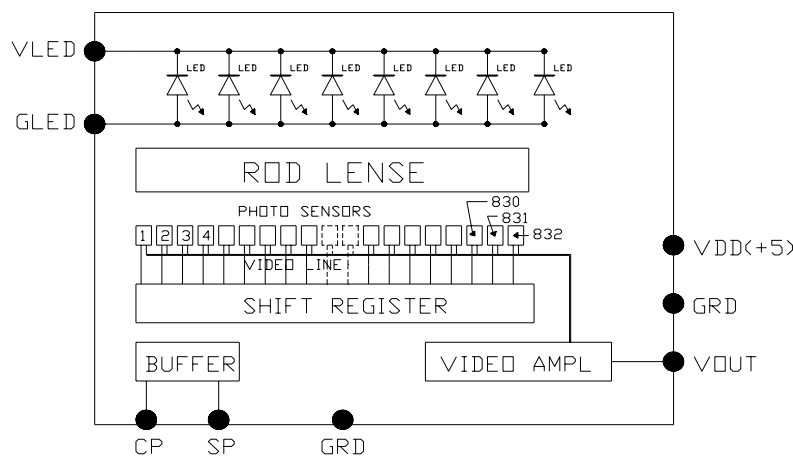 VLED
LED LED LED LED LED LED LED LED
GLED
ROD LENSE
PHOTO SENSORS
830
831
832
1 2 3 4
VIDEO LINE
VDD(+5)
SHIFT REGISTER
GRD
BUFFER
VIDEO AMPL
VOUT
CP SP GRD